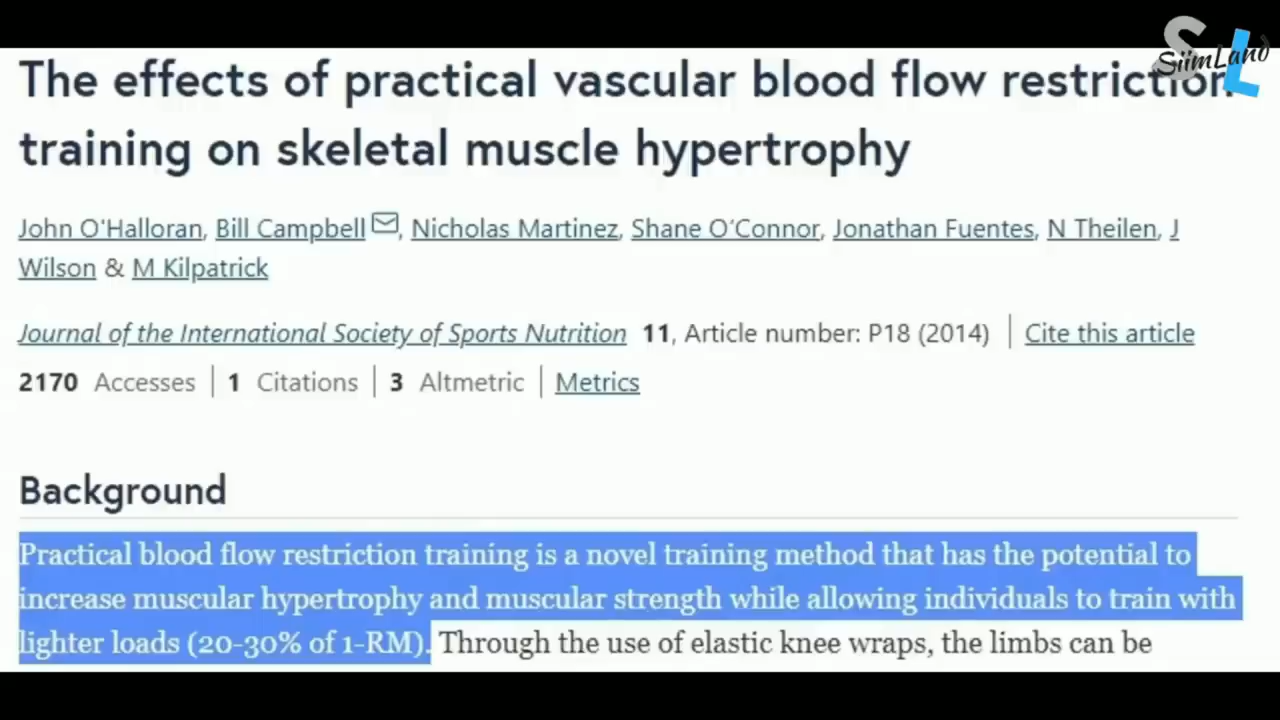 SiimLand
The effects of practical vascular blood flow restriction
training on skeletal muscle hypertrophy
John O'Halloran, Bill Campbell, Nicholas Martinez, Shane O’Connor, Jonathan Fuentes, N Theilen, J
Wilson & M Kilpatrick
Journal of the International Society of Sports Nutrition 11, Article number: P18 (2014) | Cite this article
2170 Accesses | 1 Citations | 3 Altmetric | Metrics
Background
Practical blood flow restriction training is a novel training method that has the potential to
increase muscular hypertrophy and muscular strength while allowing individuals to train with
lighter loads (20-30% of 1-RM). Through the use of elastic knee wraps, the limbs can be